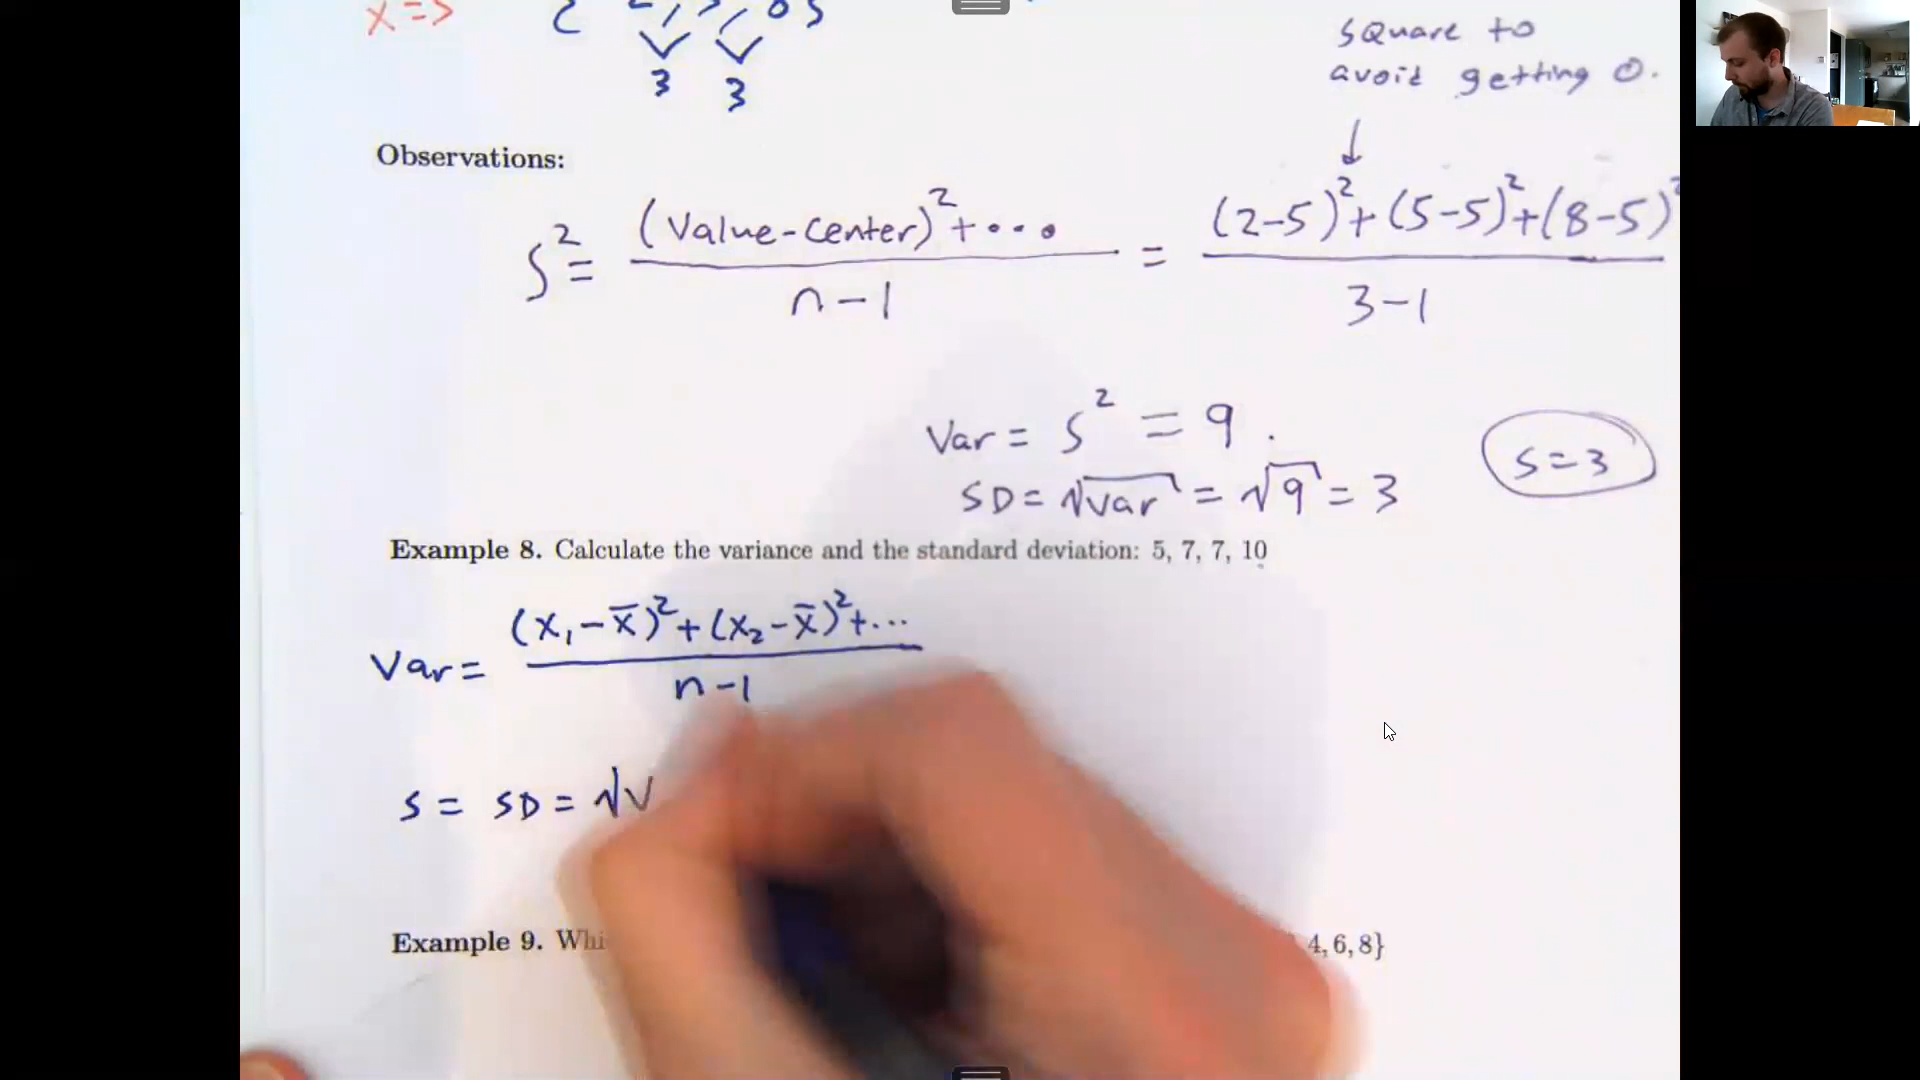 x =>
3 3
square to
avoid getting 0.
↓
Observations:
s² = (Value-center)² + ... / n-1 = (2-5)² + (5-5)² + (8-5)² / 3-1
Var = s² = 9.
SD = √var = √9 = 3
s = 3
Example 8. Calculate the variance and the standard deviation: 5, 7, 7, 10
Var = (x₁ - x̄)² + (x₂ - x̄)² + ... / n-1
s = SD = √V
Example 9. Whi 4, 6, 8}